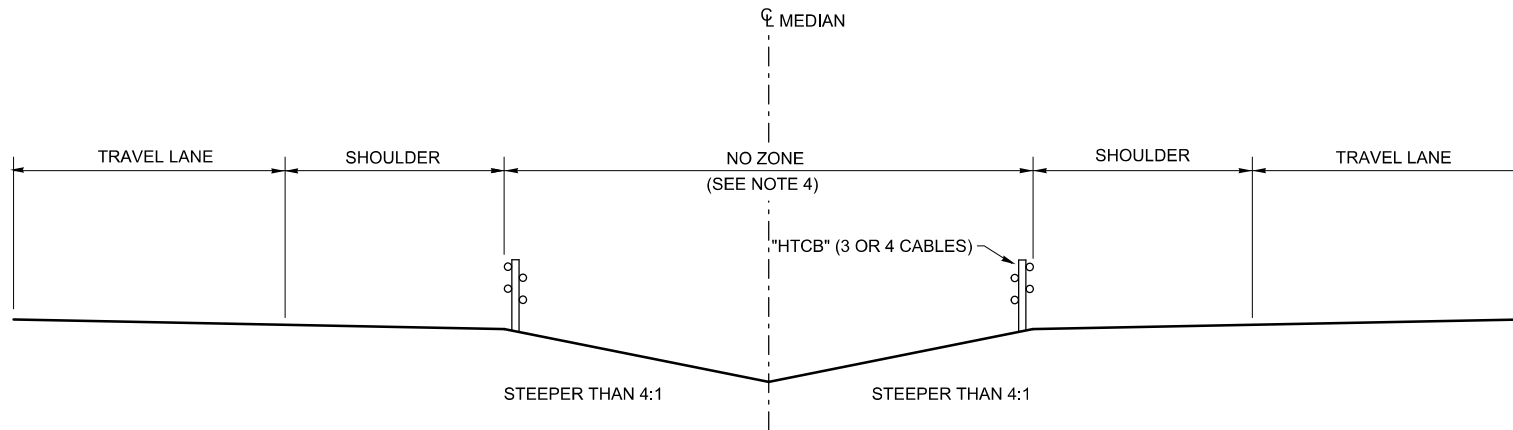 ℄ MEDIAN
TRAVEL LANE
SHOULDER
NO ZONE
SHOULDER
TRAVEL LANE
(SEE NOTE 4)
"HTCB" (3 OR 4 CABLES)
STEEPER THAN 4:1
STEEPER THAN 4:1